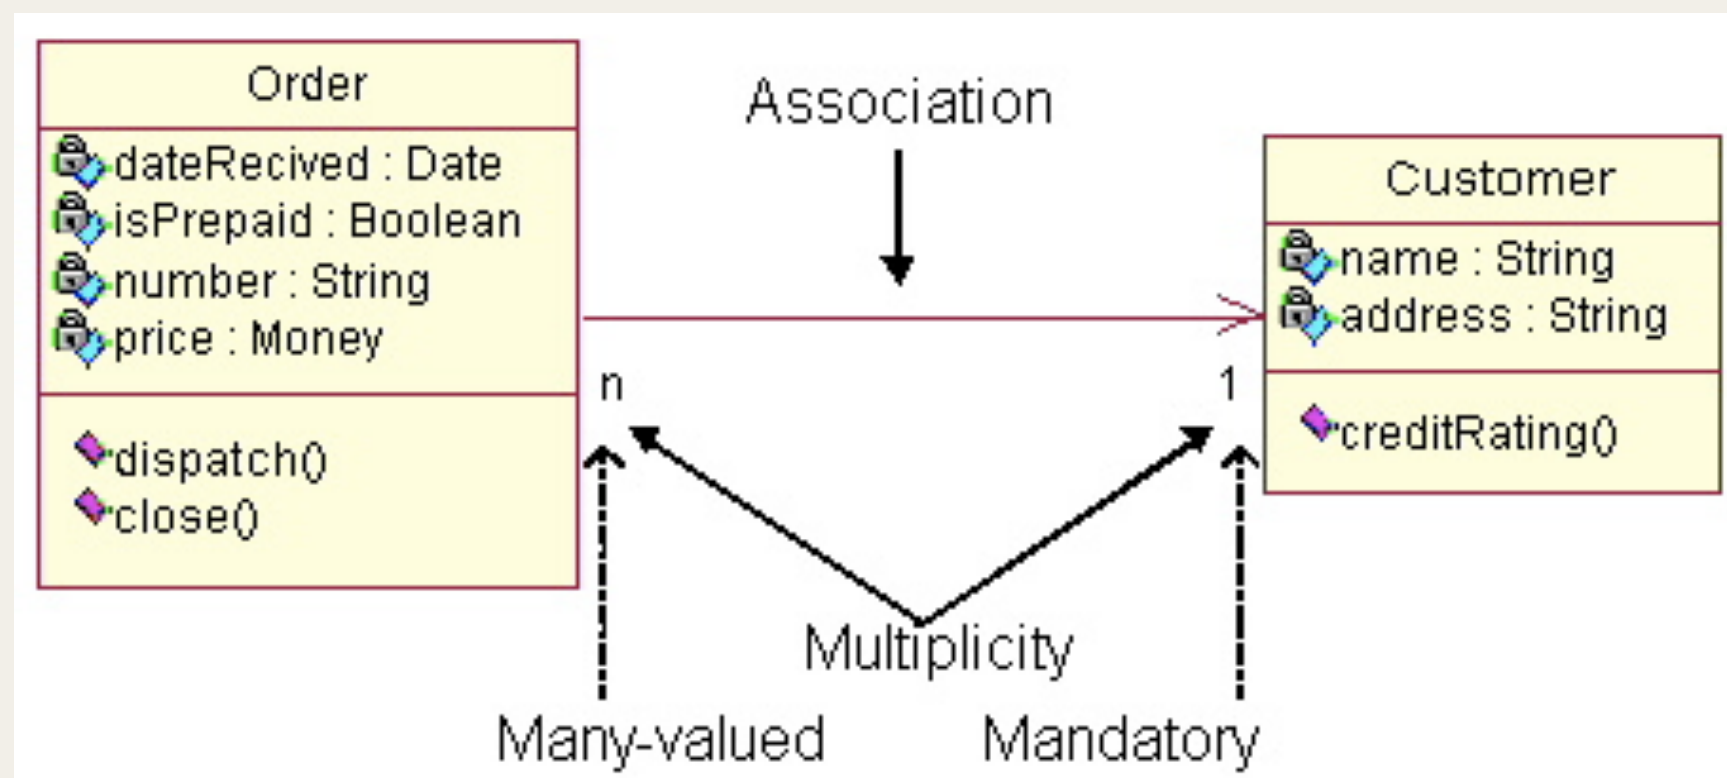 Order
dateRecived : Date
isPrepaid : Boolean
number : String
price : Money
dispatch()
close()
Association
n
1
Multiplicity
Many-valued
Mandatory
Customer
name : String
address : String
creditRating()